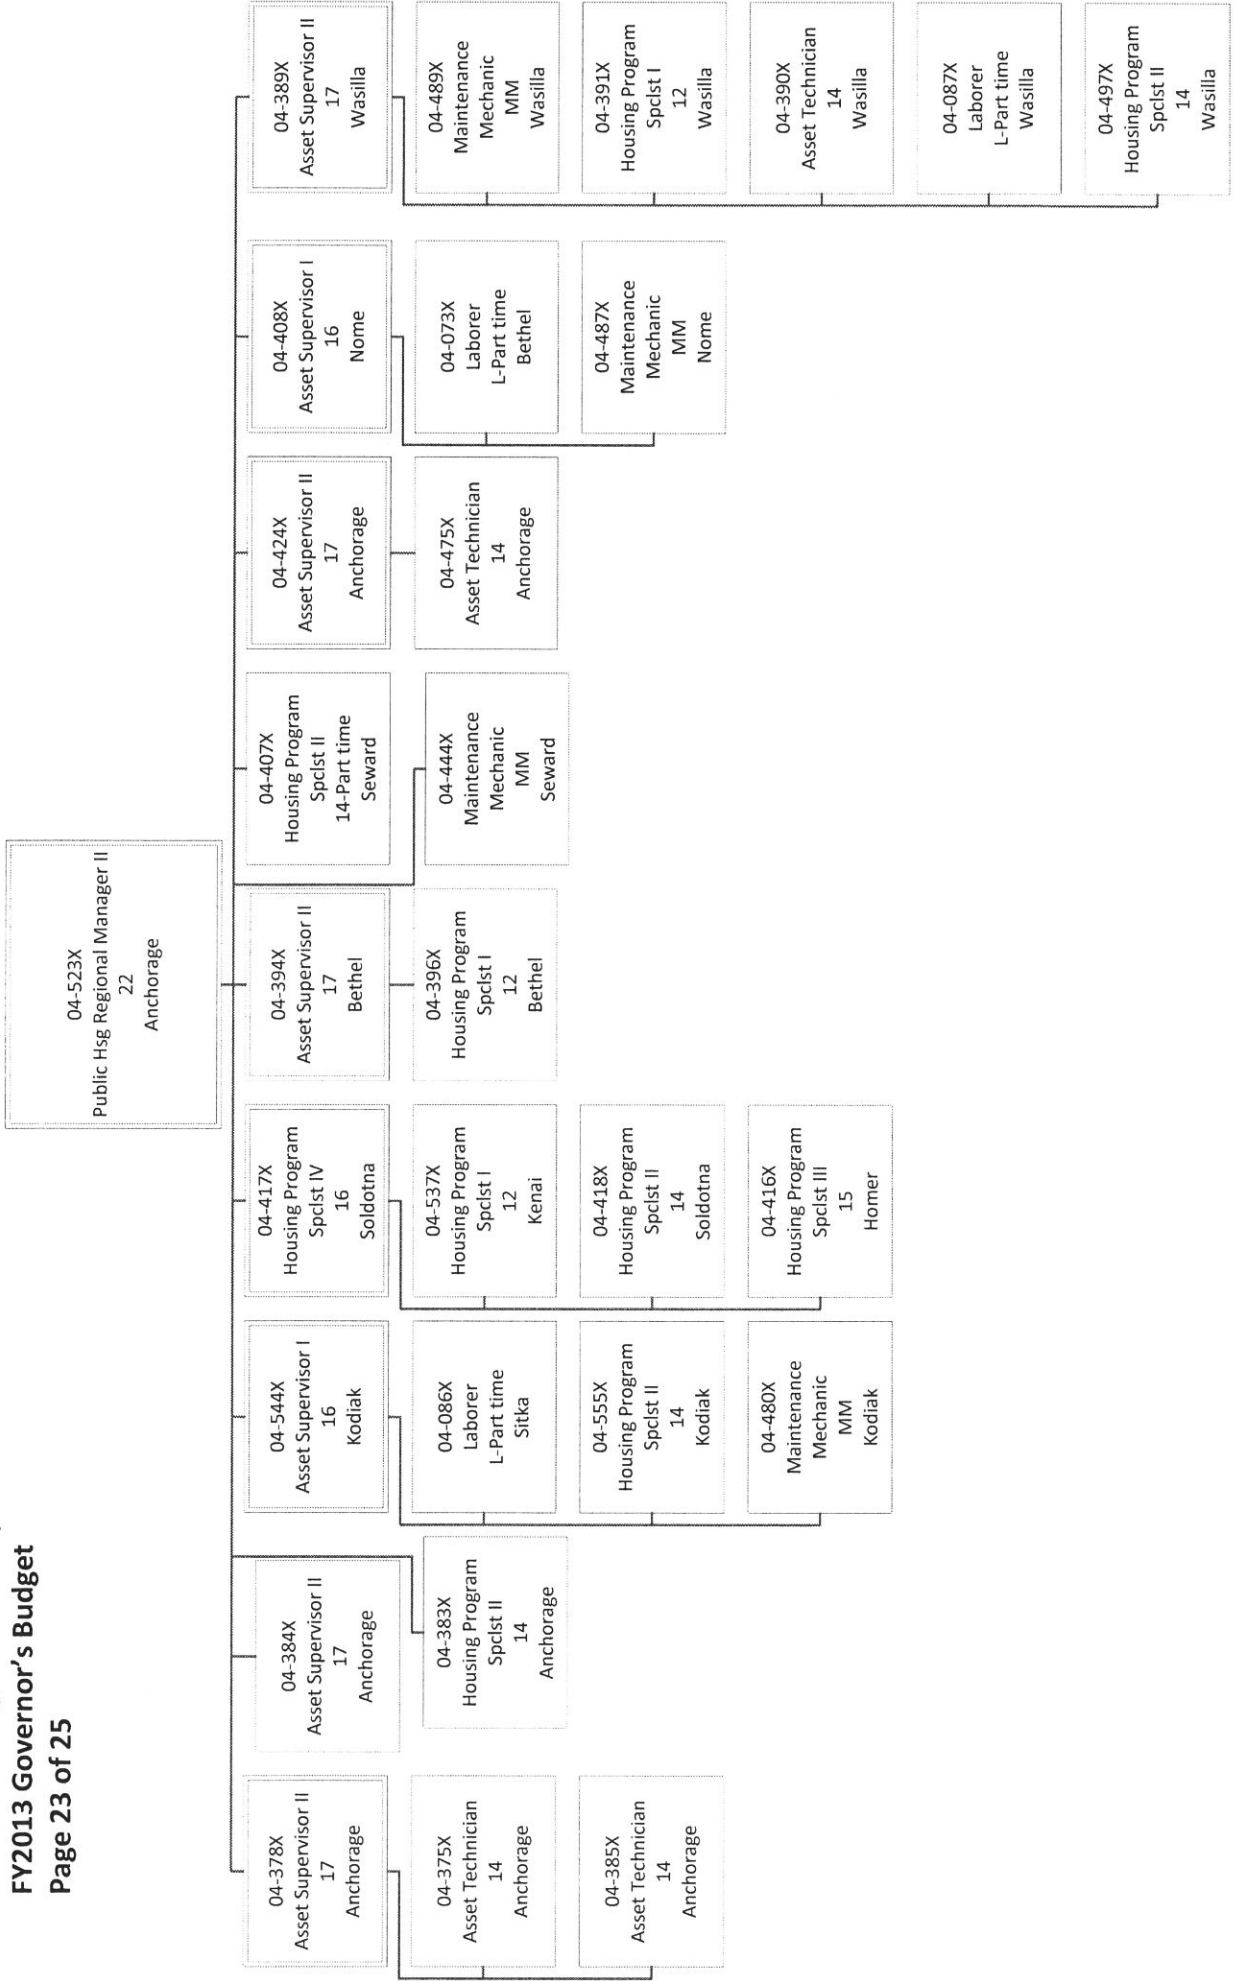 FY2013 Governor's Budget
Page 23 of 25
04-523X
Public Hsg Regional Manager II
22
Anchorage
04-378X
Asset Supervisor II
17
Anchorage
04-375X
Asset Technician
14
Anchorage
04-385X
Asset Technician
14
Anchorage
04-384X
Asset Supervisor II
17
Anchorage
04-383X
Housing Program
Spclst II
14
Anchorage
04-544X
Asset Supervisor I
16
Kodiak
04-086X
Laborer
L-Part time
Sitka
04-555X
Housing Program
Spclst II
14
Kodiak
04-480X
Maintenance
Mechanic
MM
Kodiak
04-417X
Housing Program
Spclst IV
16
Soldotna
04-537X
Housing Program
Spclst I
12
Kenai
04-418X
Housing Program
Spclst II
14
Soldotna
04-416X
Housing Program
Spclst III
15
Homer
04-394X
Asset Supervisor II
17
Bethel
04-396X
Housing Program
Spclst I
12
Bethel
04-407X
Housing Program
Spclst II
14-Part time
Seward
04-444X
Maintenance
Mechanic
MM
Seward
04-424X
Asset Supervisor II
17
Anchorage
04-475X
Asset Technician
14
Anchorage
04-408X
Asset Supervisor I
16
Nome
04-073X
Laborer
L-Part time
Bethel
04-487X
Maintenance
Mechanic
MM
Nome
04-389X
Asset Supervisor II
17
Wasilla
04-489X
Maintenance
Mechanic
MM
Wasilla
04-391X
Housing Program
Spclst I
12
Wasilla
04-390X
Asset Technician
14
Wasilla
04-087X
Laborer
L-Part time
Wasilla
04-497X
Housing Program
Spclst II
14
Wasilla